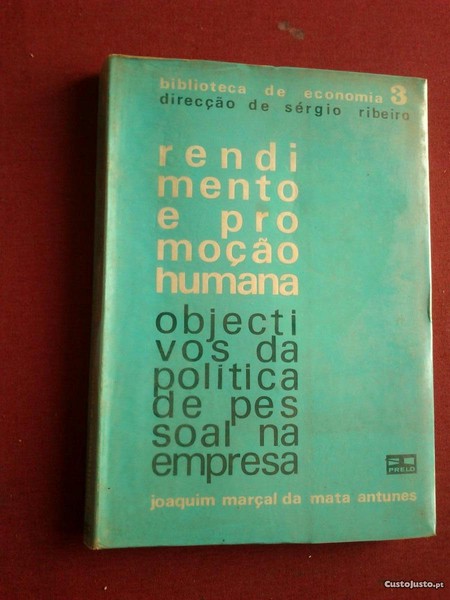 biblioteca de economia 3
direcção de sérgio ribeiro
rendi
mento
e pro
moção
humana
objecti
vos da
política
de pes
soal na
empresa
PRELO
joaquim marçal da mata antunes
CustoJusto.pt